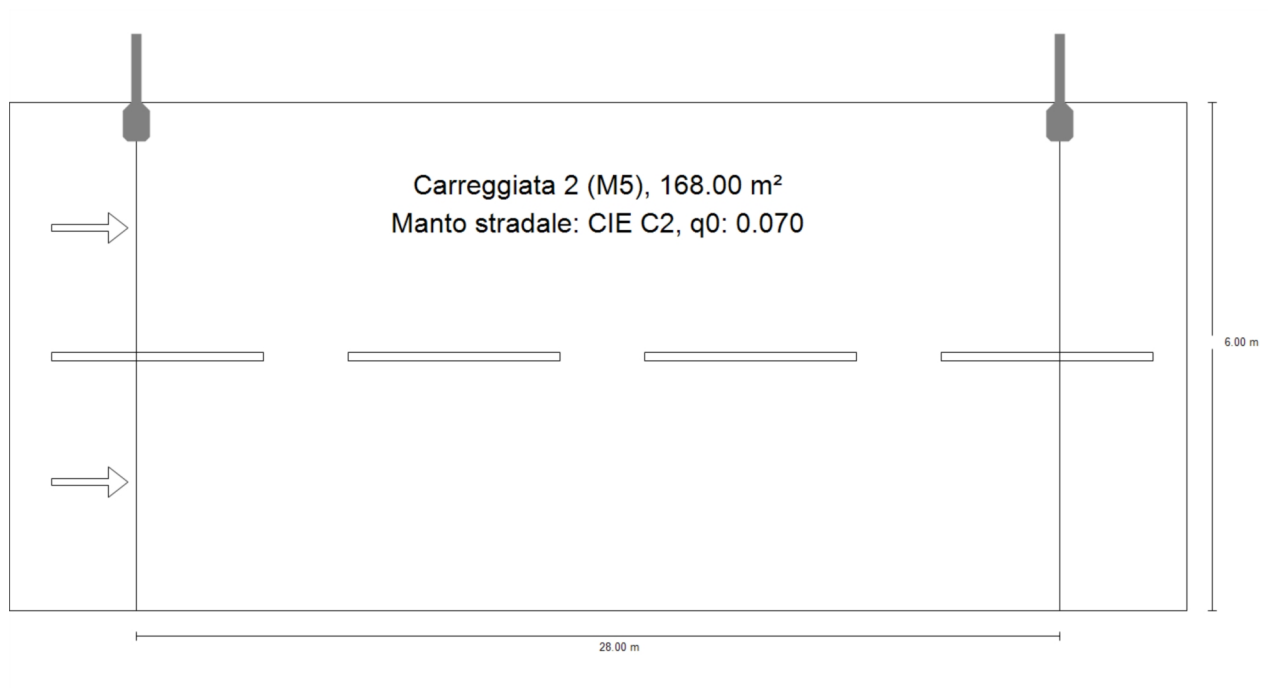 Carreggiata 2 (M5), 168.00 m²
Manto stradale: CIE C2, q0: 0.070
6.00 m
28.00 m